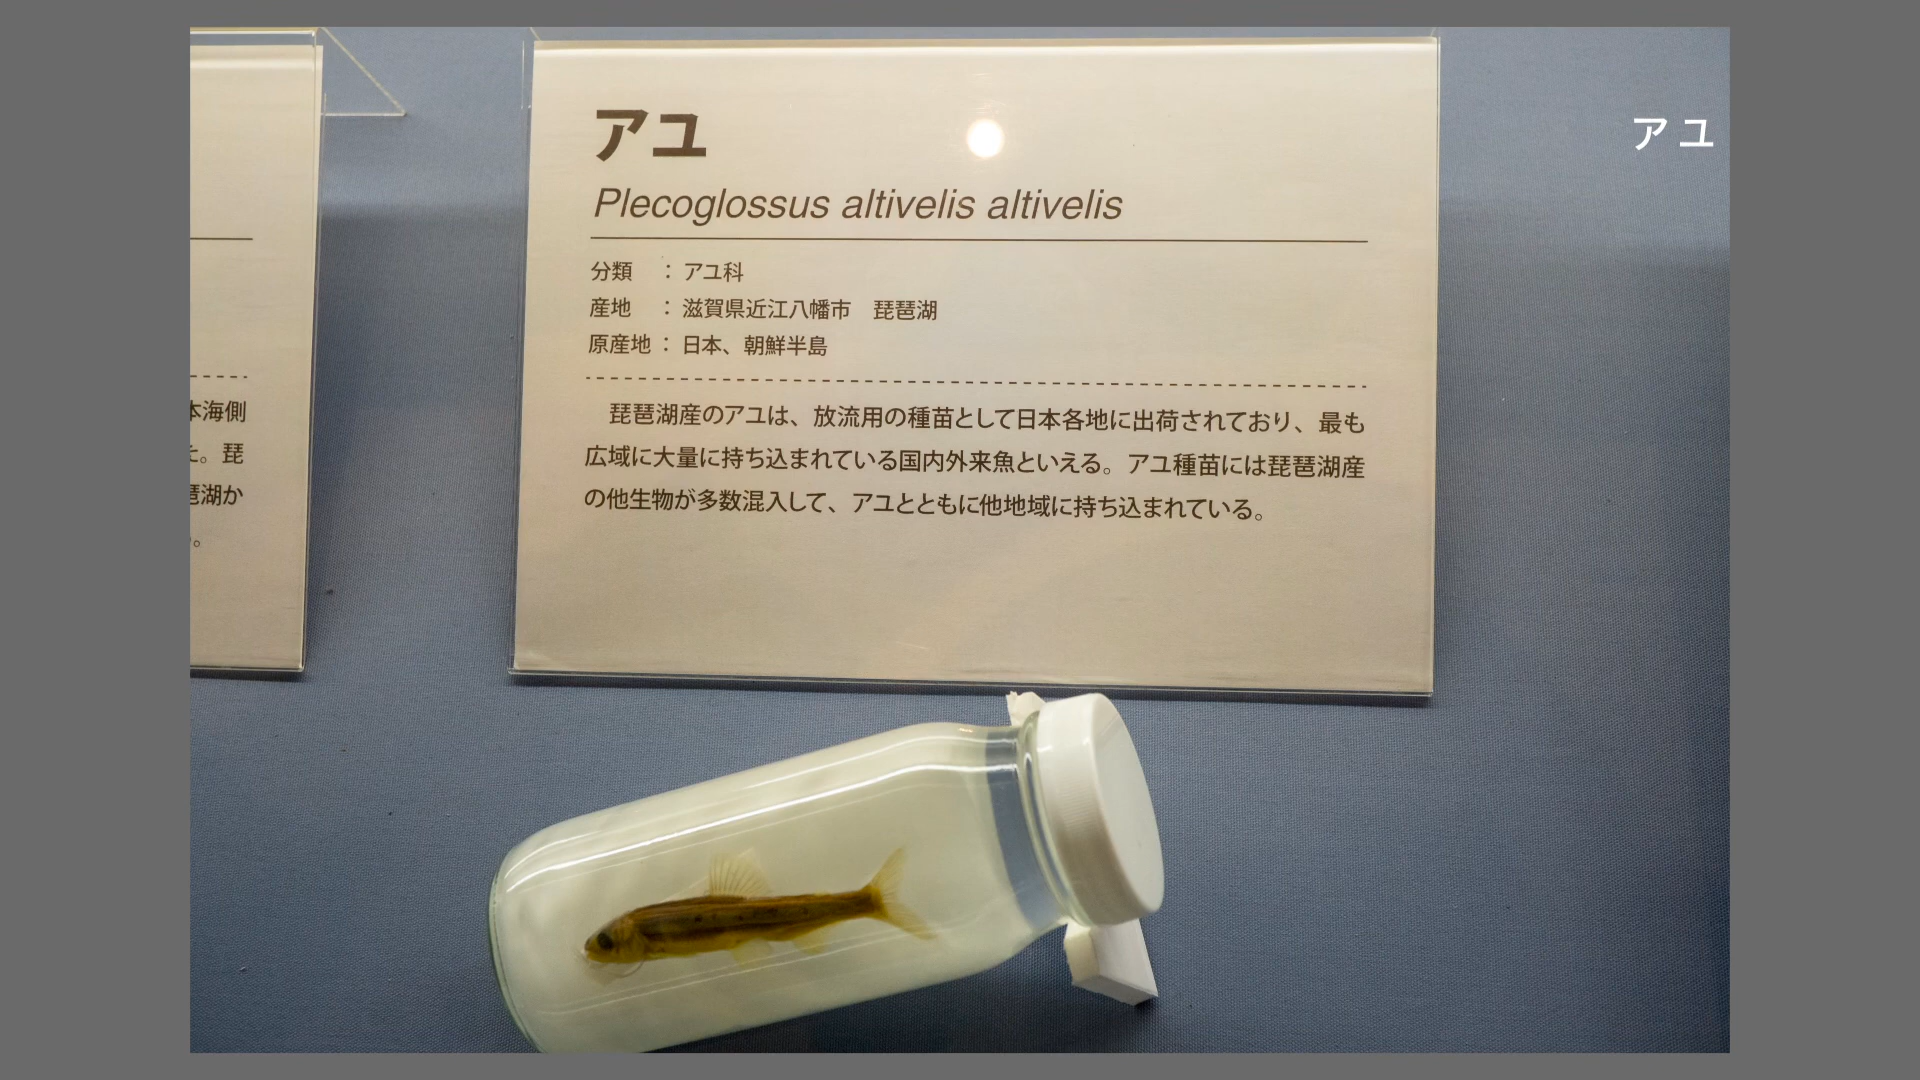 アユ
Plecoglossus altivelis altivelis
分類　：アユ科
産地　：滋賀県近江八幡市　琵琶湖
原産地：日本、朝鮮半島
琵琶湖産のアユは、放流用の種苗として日本各地に出荷されており、最も
広域に大量に持ち込まれている国内外来魚といえる。アユ種苗には琵琶湖産
の他生物が多数混入して、アユとともに他地域に持ち込まれている。
アユ
本海側
た。琵
琶湖か
。